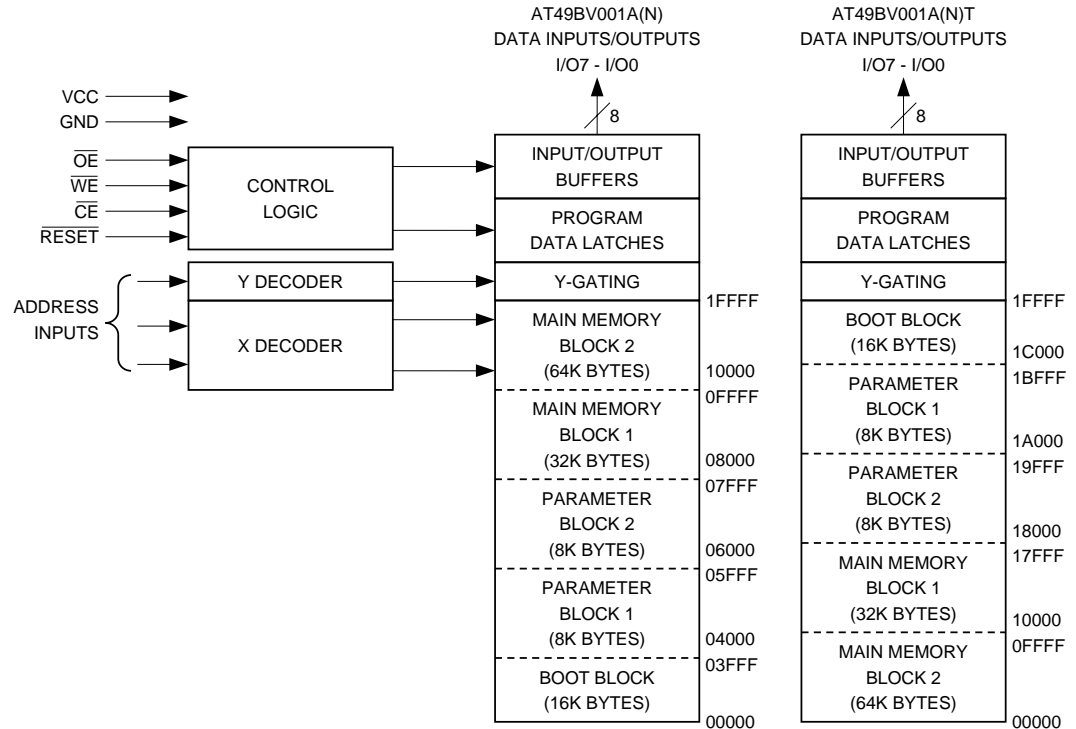 AT49BV001A(N)
DATA INPUTS/OUTPUTS
I/O7 - I/O0
8
AT49BV001A(N)T
DATA INPUTS/OUTPUTS
I/O7 - I/O0
8
VCC
GND
OE
WE
CE
RESET
ADDRESS
INPUTS
CONTROL
LOGIC
Y DECODER
X DECODER
INPUT/OUTPUT
BUFFERS
PROGRAM
DATA LATCHES
Y-GATING
1FFFF
MAIN MEMORY
BLOCK 2
(64K BYTES)
10000
0FFFF
MAIN MEMORY
BLOCK 1
(32K BYTES)
08000
07FFF
PARAMETER
BLOCK 2
(8K BYTES)
06000
05FFF
PARAMETER
BLOCK 1
(8K BYTES)
04000
03FFF
BOOT BLOCK
(16K BYTES)
00000
INPUT/OUTPUT
BUFFERS
PROGRAM
DATA LATCHES
Y-GATING
1FFFF
BOOT BLOCK
(16K BYTES)
1C000
1BFFF
PARAMETER
BLOCK 1
(8K BYTES)
1A000
19FFF
PARAMETER
BLOCK 2
(8K BYTES)
18000
17FFF
MAIN MEMORY
BLOCK 1
(32K BYTES)
10000
0FFFF
MAIN MEMORY
BLOCK 2
(64K BYTES)
00000